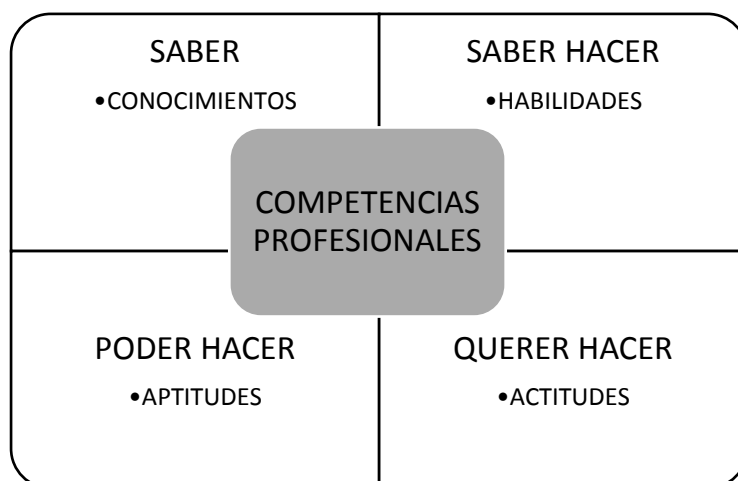 SABER
•CONOCIMIENTOS
SABER HACER
•HABILIDADES
COMPETENCIAS
PROFESIONALES
PODER HACER
•APTITUDES
QUERER HACER
•ACTITUDES